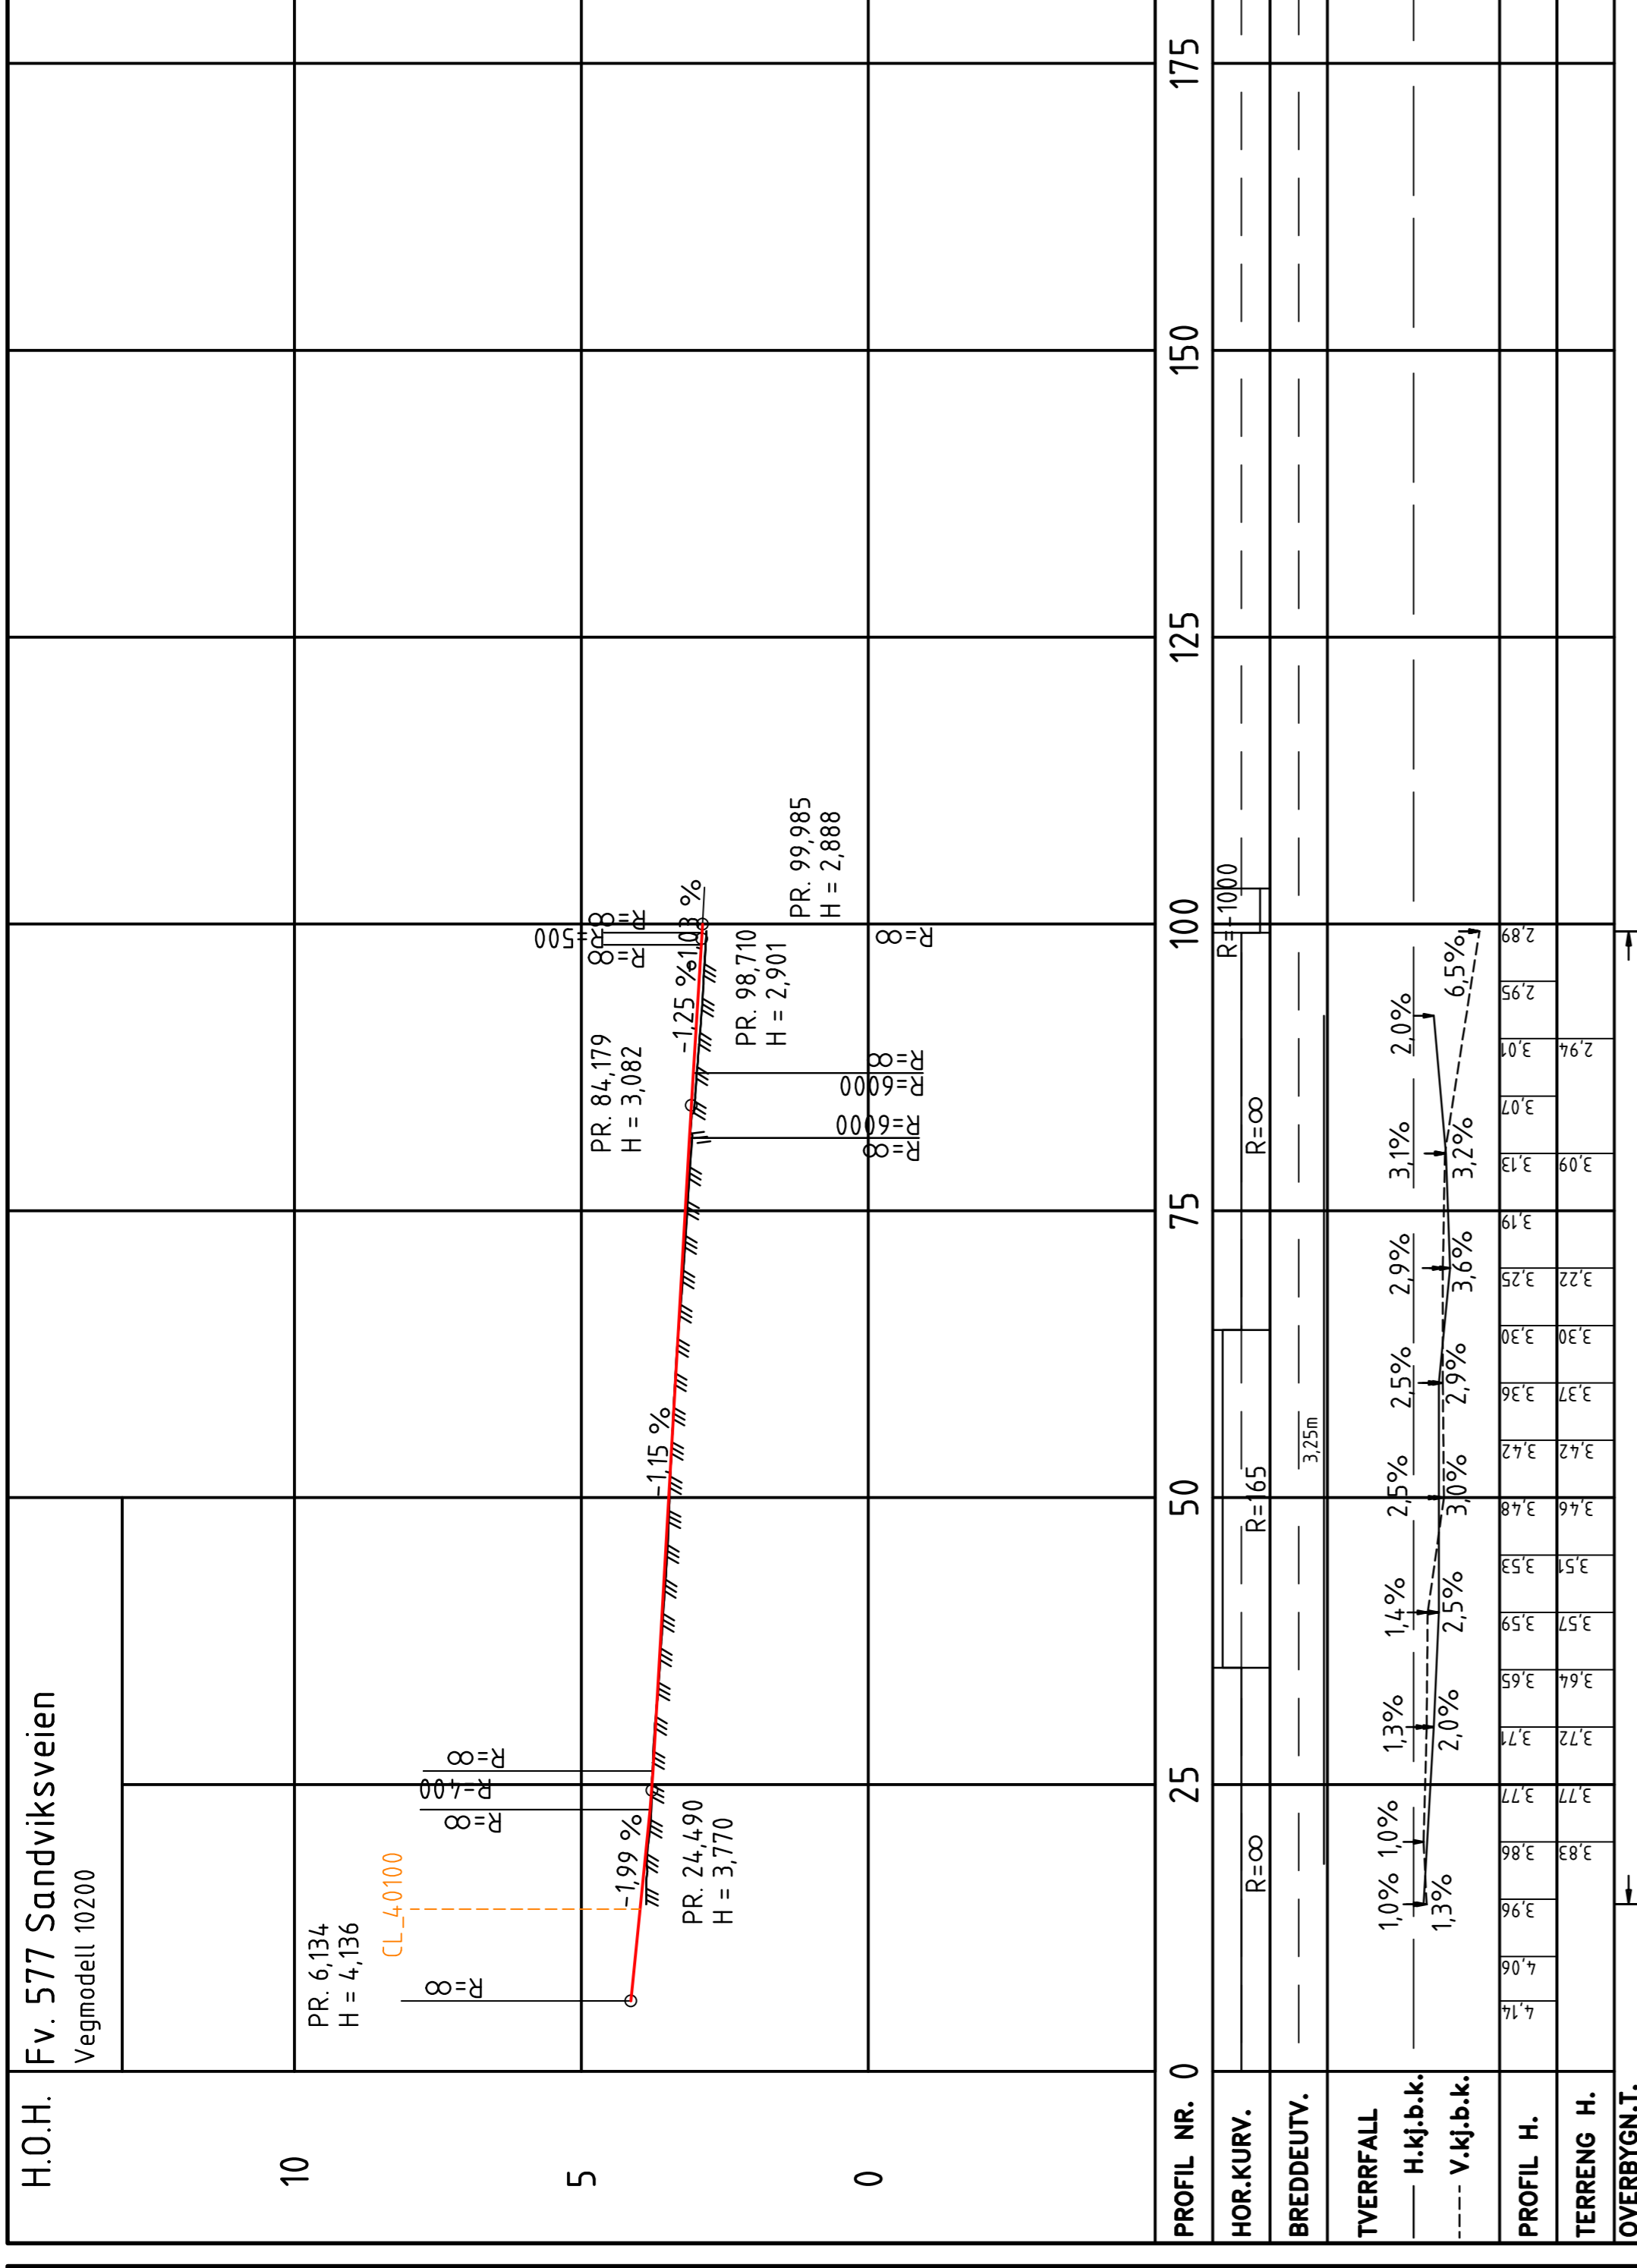 H.O.H.
Fv. 577 Sandviksveien
Vegmodell 10200
10
5
0
PR. 6,134
H = 4,136
CL_40100
R=∞
R=∞
R=400
R=∞
-1,99 %
PR. 24,490
H = 3,770
-1,15 %
PR. 84,179
H = 3,082
R=∞
R=6000
R=6000
R=∞
-1,25 %
R=∞
R=500
R=∞
-1,03 %
PR. 98,710
H = 2,901
PR. 99,985
H = 2,888
R=∞
PROFIL NR. 0 25 50 75 100 125 150 175
HOR.KURV. R=∞ R=165 R=∞ R=-1000
BREDDEUTV. 3,25m
TVERRFALL
H.kj.b.k.
V.kj.b.k.
1,0% 1,0% 1,3% 1,4% 2,5% 2,5% 2,9% 3,1% 2,0%
1,3% 2,0% 2,5% 3,0% 2,9% 3,6% 3,2% 6,5%
PROFIL H. 4,14 4,06 3,96 3,86 3,77 3,71 3,65 3,59 3,53 3,48 3,42 3,36 3,30 3,25 3,19 3,13 3,07 3,01 2,95 2,89
TERRENG H. 3,83 3,77 3,72 3,64 3,57 3,51 3,46 3,42 3,37 3,30 3,22 3,09 2,94
OVERBYGN.T.